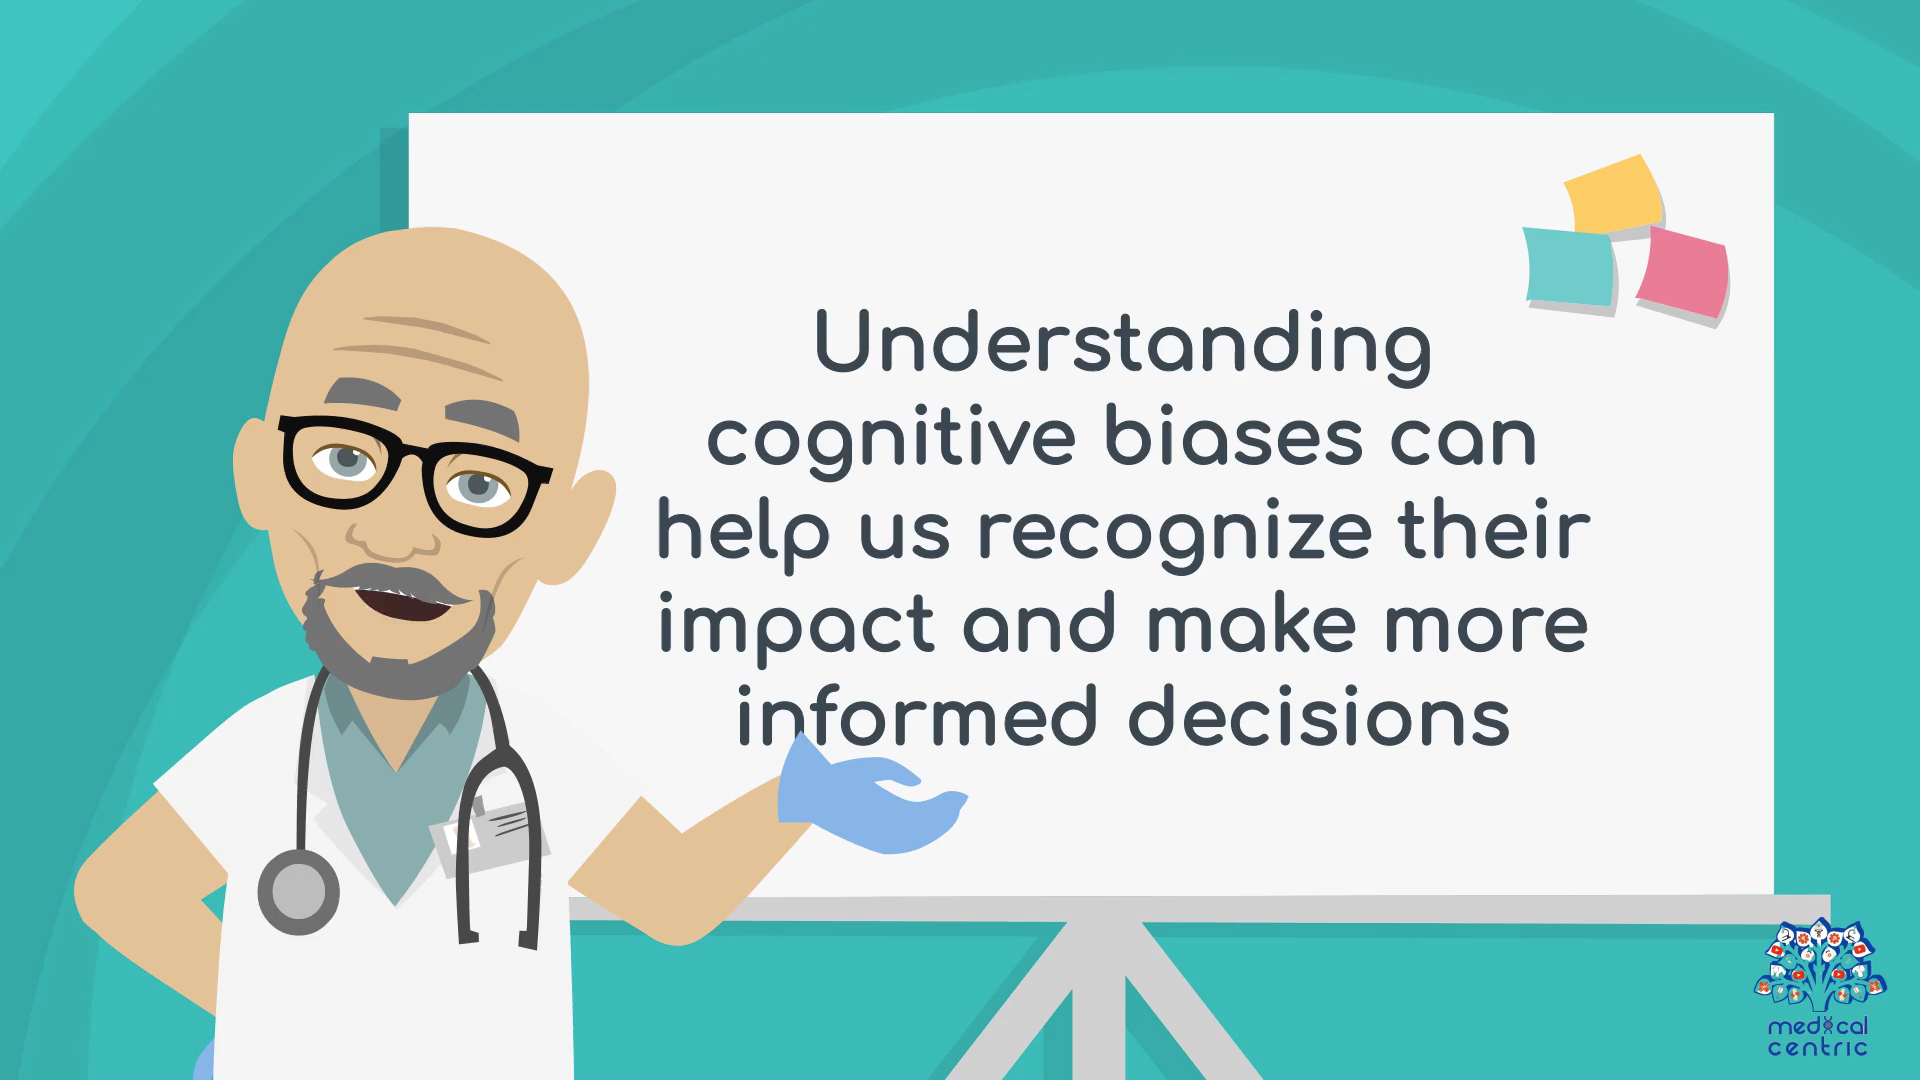 Understanding
cognitive biases can
help us recognize their
impact and make more
informed decisions
medical
centric